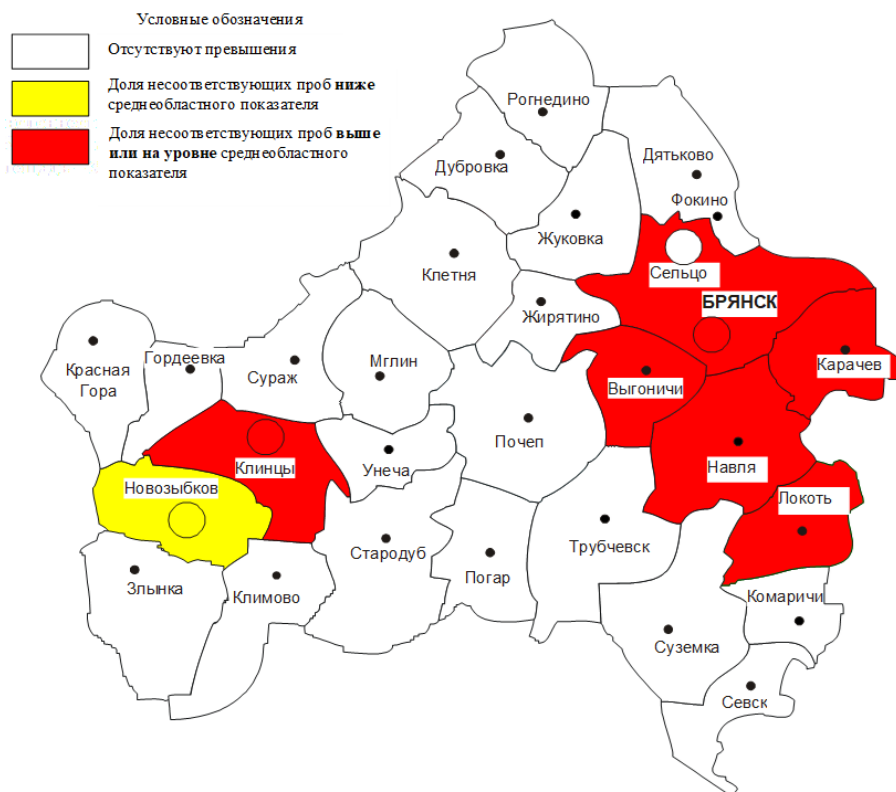 Условные обозначения
Отсутствуют превышения
Доля несоответствующих проб ниже
среднеобластного показателя
Доля несоответствующих проб выше
или на уровне среднеобластного
показателя
Рогнедино
Дубровка
Дятьково
Фокино
Жуковка
Клетня
Сельцо
БРЯНСК
Жирятино
Карачев
Красная
Гора
Гордеевка
Сураж
Мглин
Выгоничи
Почеп
Унеча
Клинцы
Навля
Новозыбков
Локоть
Трубчевск
Стародуб
Погар
Злынка
Климово
Комаричи
Суземка
Севск